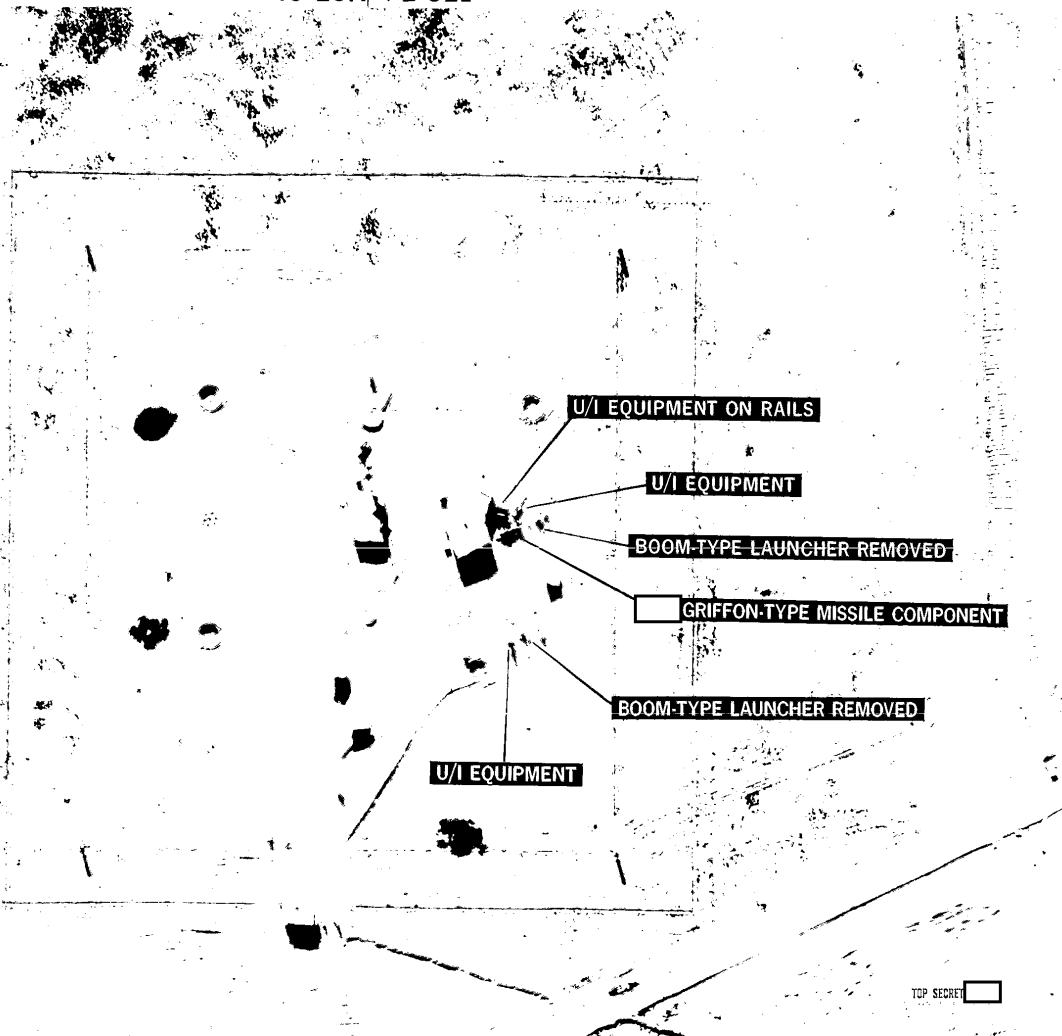 U/I EQUIPMENT ON RAILS
U/I EQUIPMENT
BOOM-TYPE LAUNCHER REMOVED
GRIFFON-TYPE MISSILE COMPONENT
BOOM-TYPE LAUNCHER REMOVED
U/I EQUIPMENT
TOP SECRET